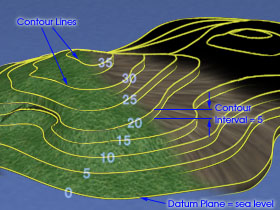 Contour Lines
35
30
25
20
15
10
5
0
Contour
Interval = 5
Datum Plane = sea level